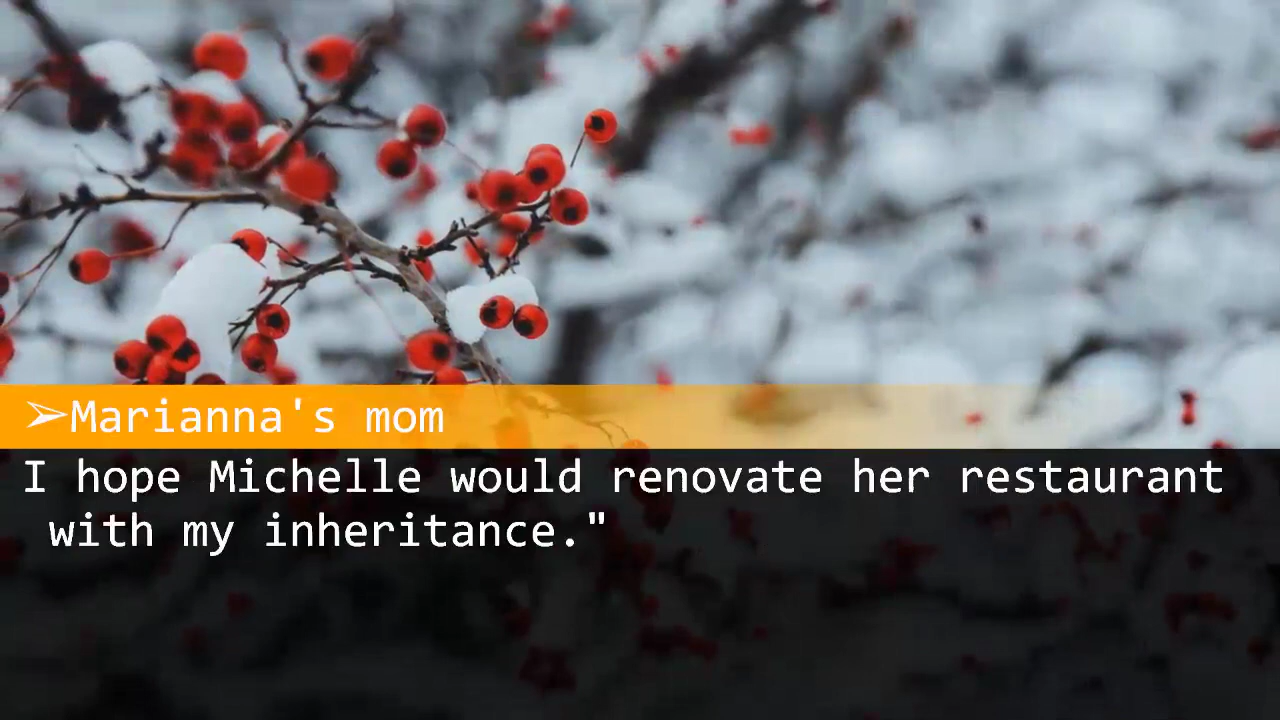 ➢Marianna's mom
I hope Michelle would renovate her restaurant
with my inheritance."